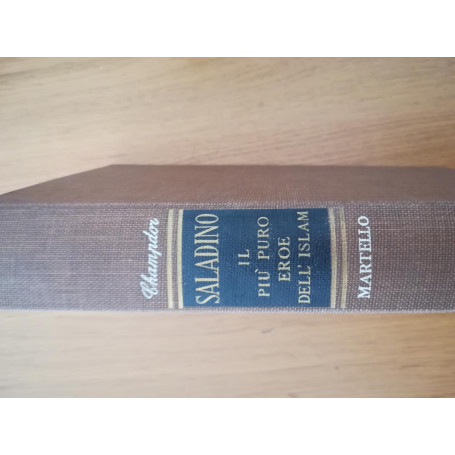 Champdor
SALADINO
IL
PIU' PURO
EROE
DELL'ISLAM
MARTELLO